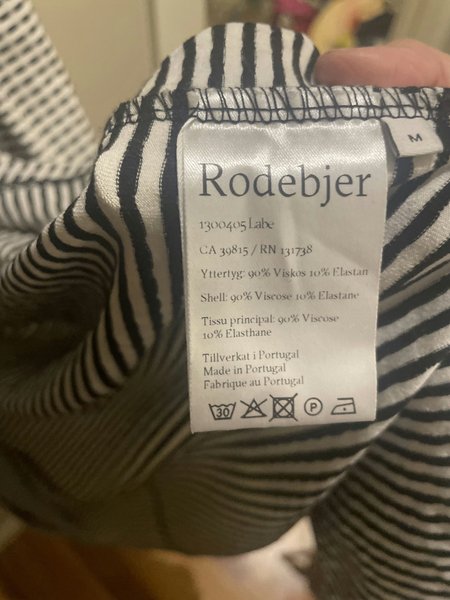 Rodebjer
M
1300405 Labe
CA 39815 / RN 131738
Yttertyg: 90% Viskos 10% Elastan
Shell: 90% Viscose 10% Elastane
Tissu principal: 90% Viscose
10% Elasthane
Tillverkat i Portugal
Made in Portugal
Fabrique au Portugal
30
P